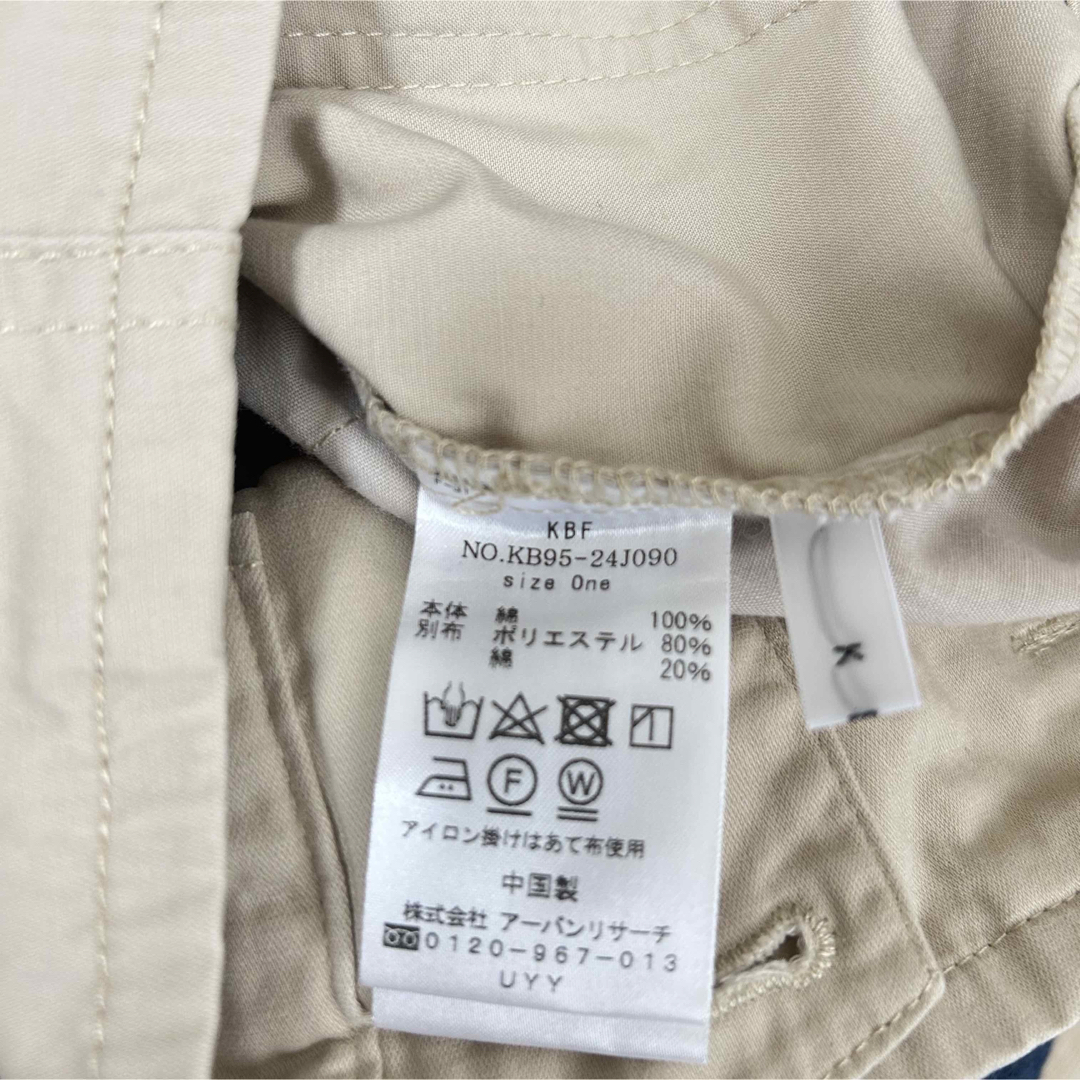 KBF
NO.KB95-24J090
size One
本体 綿 100%
別布 ポリエステル 80%
綿 20%
F W
アイロン掛けはあて布使用
中国製
株式会社 アーバンリサーチ
0120-967-013
UYY
K